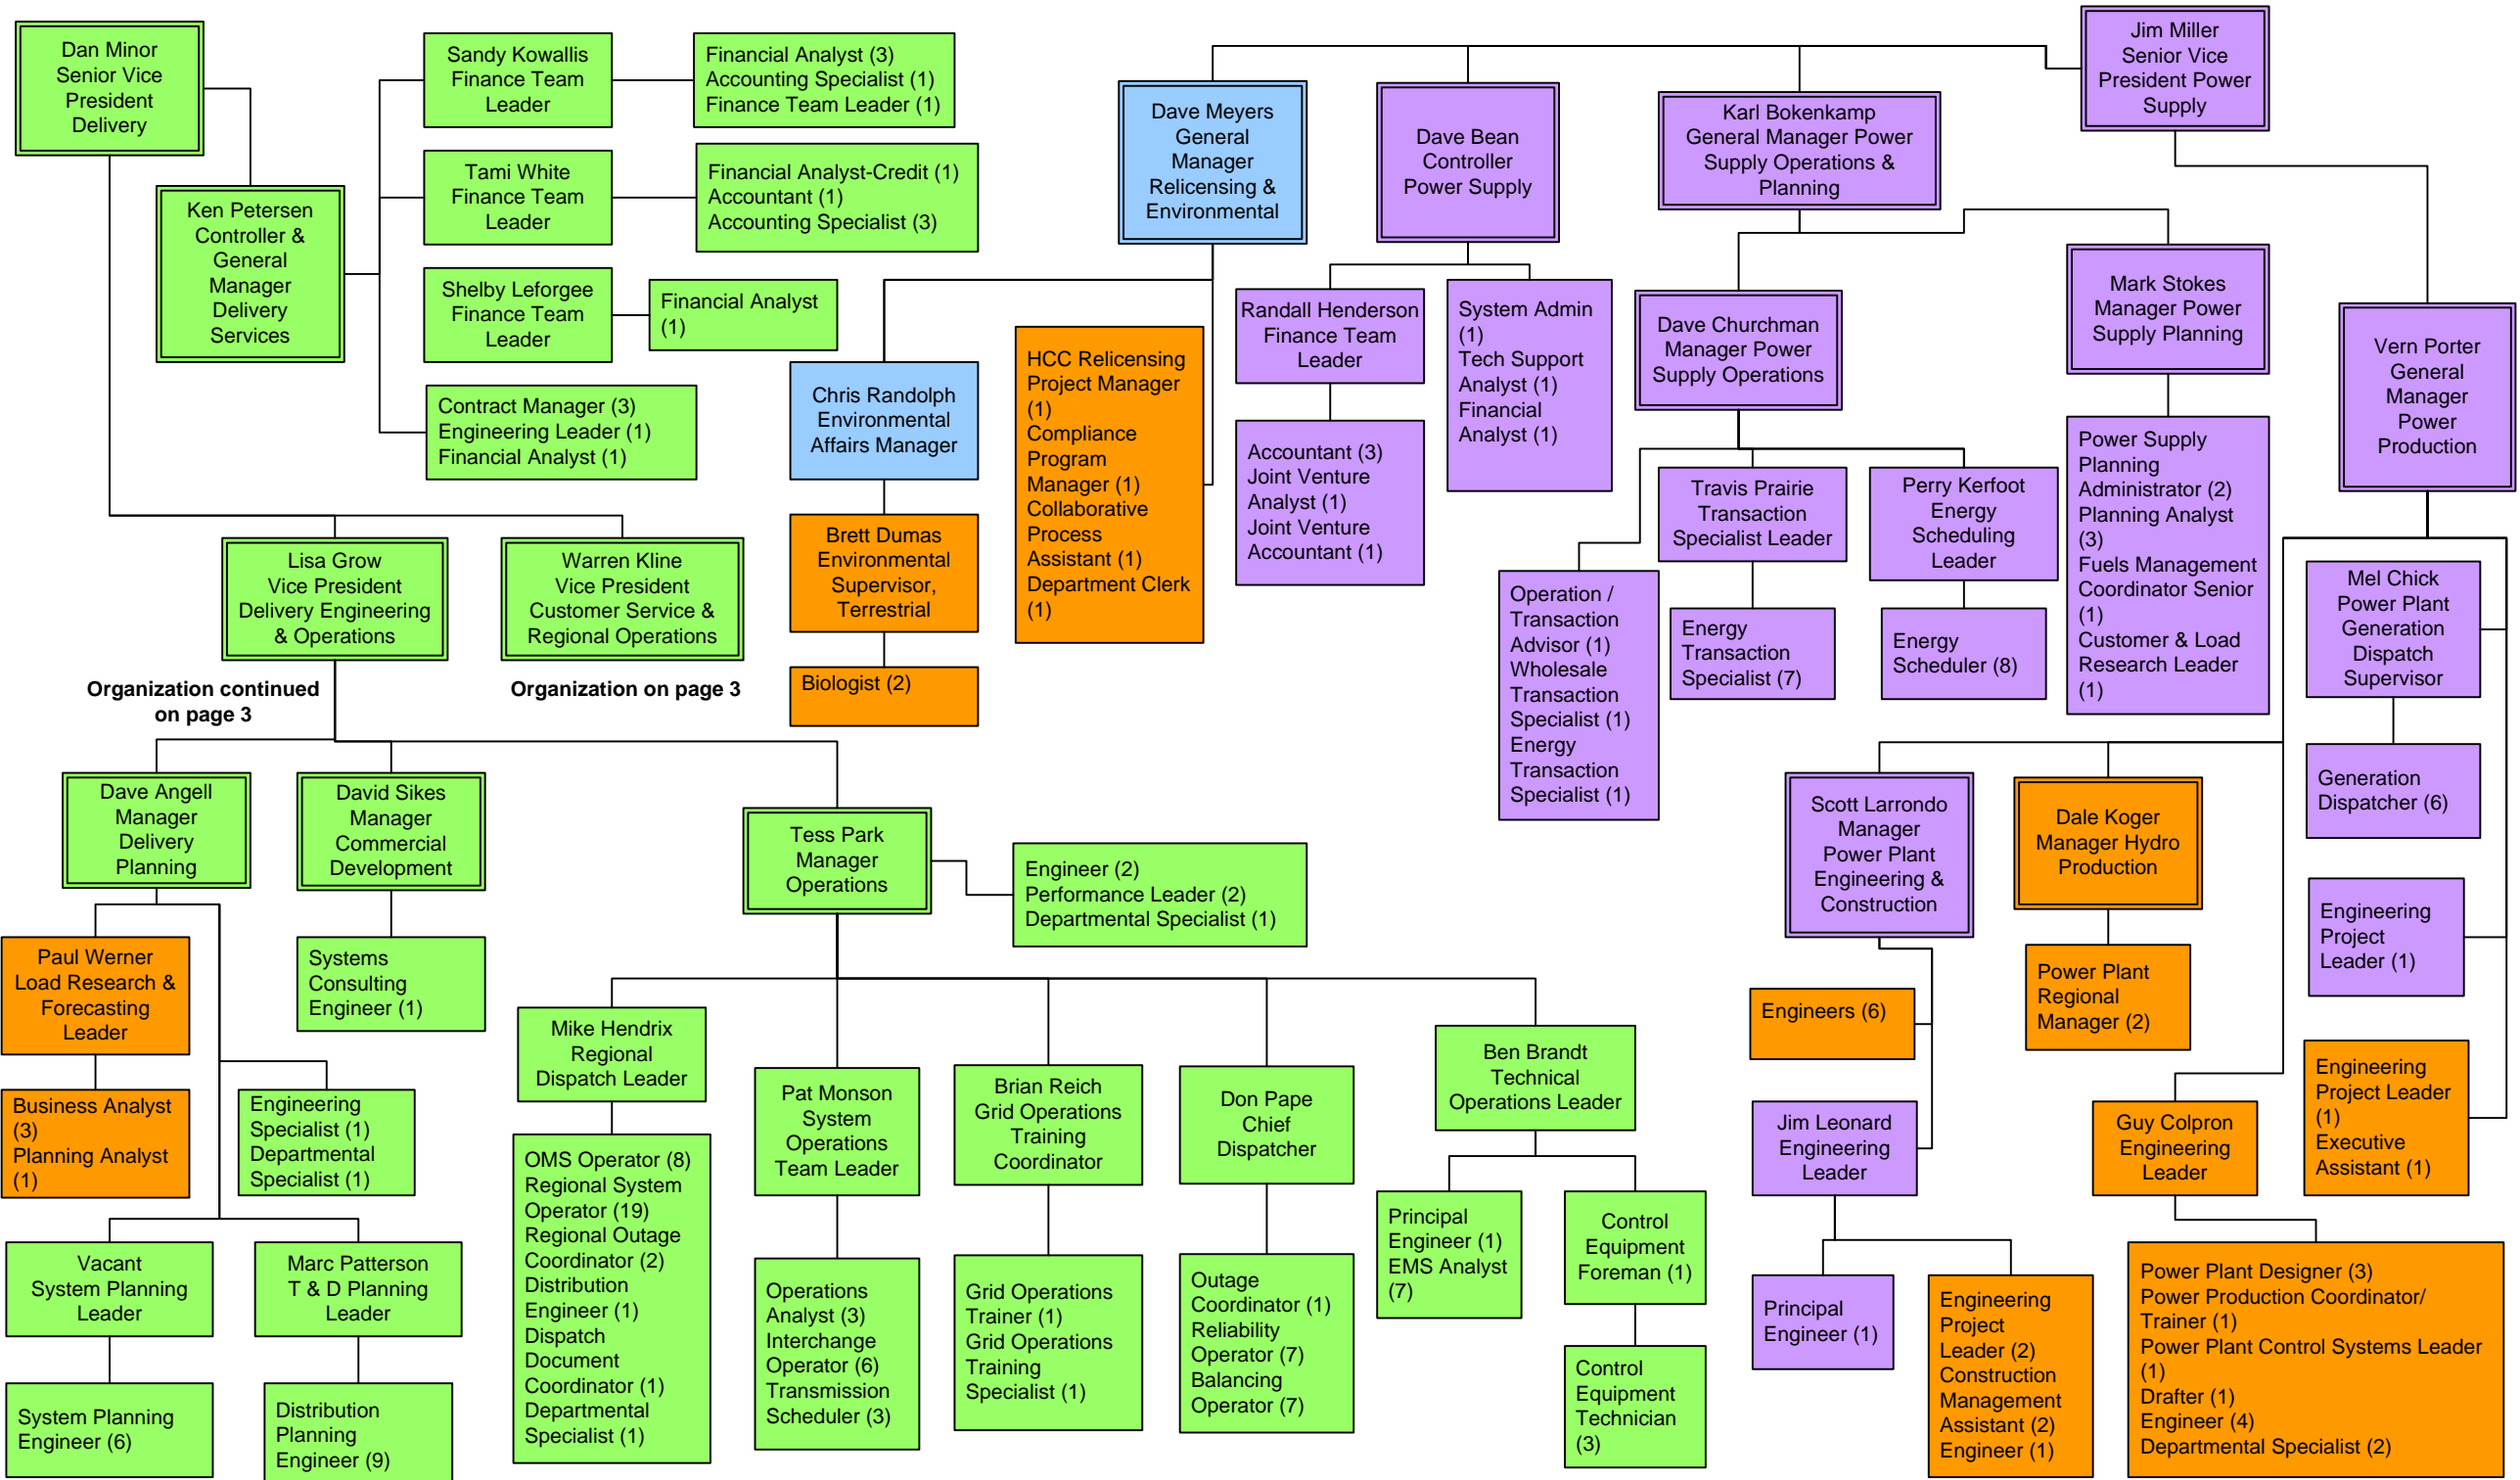 Dan Minor
Senior Vice
President
Delivery
Ken Petersen
Controller &
General
Manager
Delivery
Services
Sandy Kowallis
Finance Team
Leader
Financial Analyst (3)
Accounting Specialist (1)
Finance Team Leader (1)
Tami White
Finance Team
Leader
Financial Analyst-Credit (1)
Accountant (1)
Accounting Specialist (3)
Shelby Leforgee
Finance Team
Leader
Financial Analyst
(1)
Contract Manager (3)
Engineering Leader (1)
Financial Analyst (1)
Lisa Grow
Vice President
Delivery Engineering
& Operations
Warren Kline
Vice President
Customer Service &
Regional Operations
Organization continued
on page 3
Organization on page 3
Dave Angell
Manager
Delivery
Planning
David Sikes
Manager
Commercial
Development
Tess Park
Manager
Operations
Engineer (2)
Performance Leader (2)
Departmental Specialist (1)
Paul Werner
Load Research &
Forecasting
Leader
Systems
Consulting
Engineer (1)
Business Analyst
(3)
Planning Analyst
(1)
Engineering
Specialist (1)
Departmental
Specialist (1)
Vacant
System Planning
Leader
Marc Patterson
T & D Planning
Leader
System Planning
Engineer (6)
Distribution
Planning
Engineer (9)
Mike Hendrix
Regional
Dispatch Leader
OMS Operator (8)
Regional System
Operator (19)
Regional Outage
Coordinator (2)
Distribution
Engineer (1)
Dispatch
Document
Coordinator (1)
Departmental
Specialist (1)
Pat Monson
System
Operations
Team Leader
Operations
Analyst (3)
Interchange
Operator (6)
Transmission
Scheduler (3)
Brian Reich
Grid Operations
Training
Coordinator
Grid Operations
Trainer (1)
Grid Operations
Training
Specialist (1)
Don Pape
Chief
Dispatcher
Outage
Coordinator (1)
Reliability
Operator (7)
Balancing
Operator (7)
Ben Brandt
Technical
Operations Leader
Principal
Engineer (1)
EMS Analyst
(7)
Control
Equipment
Foreman (1)
Control
Equipment
Technician
(3)
Jim Miller
Senior Vice
President Power
Supply
Dave Meyers
General
Manager
Relicensing &
Environmental
Dave Bean
Controller
Power Supply
Karl Bokenkamp
General Manager Power
Supply Operations &
Planning
Chris Randolph
Environmental
Affairs Manager
Brett Dumas
Environmental
Supervisor,
Terrestrial
Biologist (2)
HCC Relicensing
Project Manager
(1)
Compliance
Program
Manager (1)
Collaborative
Process
Assistant (1)
Department Clerk
(1)
Randall Henderson
Finance Team
Leader
Accountant (3)
Joint Venture
Analyst (1)
Joint Venture
Accountant (1)
System Admin
(1)
Tech Support
Analyst (1)
Financial
Analyst (1)
Dave Churchman
Manager Power
Supply Operations
Mark Stokes
Manager Power
Supply Planning
Operation /
Transaction
Advisor (1)
Wholesale
Transaction
Specialist (1)
Energy
Transaction
Specialist (1)
Travis Prairie
Transaction
Specialist Leader
Energy
Transaction
Specialist (7)
Perry Kerfoot
Energy
Scheduling
Leader
Energy
Scheduler (8)
Power Supply
Planning
Administrator (2)
Planning Analyst
(3)
Fuels Management
Coordinator Senior
(1)
Customer & Load
Research Leader
(1)
Vern Porter
General
Manager
Power
Production
Mel Chick
Power Plant
Generation
Dispatch
Supervisor
Generation
Dispatcher (6)
Engineering
Project
Leader (1)
Engineering
Project Leader
(1)
Executive
Assistant (1)
Scott Larrondo
Manager
Power Plant
Engineering &
Construction
Dale Koger
Manager Hydro
Production
Engineers (6)
Power Plant
Regional
Manager (2)
Jim Leonard
Engineering
Leader
Principal
Engineer (1)
Engineering
Project
Leader (2)
Construction
Management
Assistant (2)
Engineer (1)
Guy Colpron
Engineering
Leader
Power Plant Designer (3)
Power Production Coordinator/
Trainer (1)
Power Plant Control Systems Leader
(1)
Drafter (1)
Engineer (4)
Departmental Specialist (2)